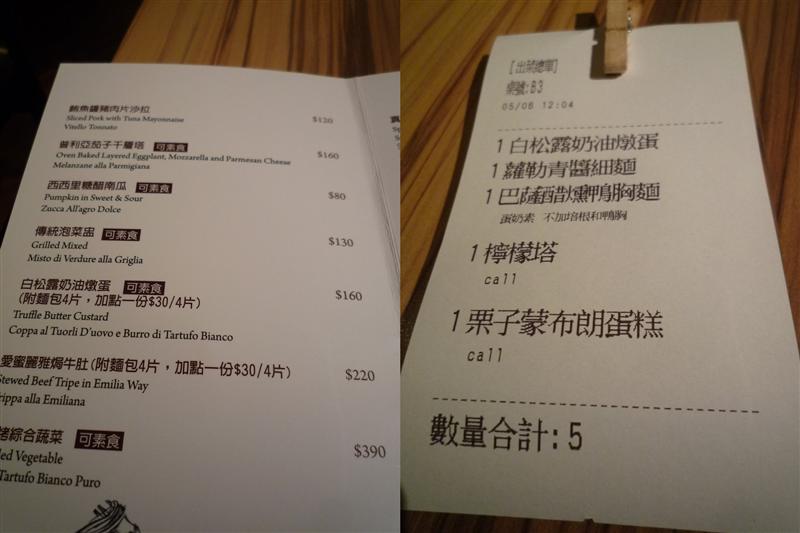 鮪魚醬豬肉片沙拉
Sliced Pork with Tuna Mayonnaise
$120
Vitello Tonnato
普利亞茄子千層塔 可素食
Oven Baked Layered Eggplant, Mozzarella and Parmesan Cheese
$160
Melanzane alla Parmigiana
西西里糖醋南瓜 可素食
Pumpkin in Sweet & Sour
$80
Zucca All'agro Dolce
傳統泡菜盅 可素食
Grilled Mixed
$130
Misto di Verdure alla Griglia
白松露奶油燉蛋 可素食
(附麵包4片，加點一份$30/4片)
$160
Truffle Butter Custard
Coppa al Tuorli D'uovo e Burro di Tartufo Bianco
愛蜜麗雅焗牛肚(附麵包4片，加點一份$30/4片)
Stewed Beef Tripe in Emilia Way
$220
rippa alla Emiliana
綜合蔬菜 可素食
led Vegetable
$390
Tartufo Bianco Puro
[出菜總單]
桌號:B3
05/06 12:04
1 白松露奶油燉蛋
1 蘿勒青醬細麵
1 巴薩醋燻鴨胸麵
蛋奶素 不加培根和鴨胸
1 檸檬塔
call
1 栗子蒙布朗蛋糕
call
數量合計:5